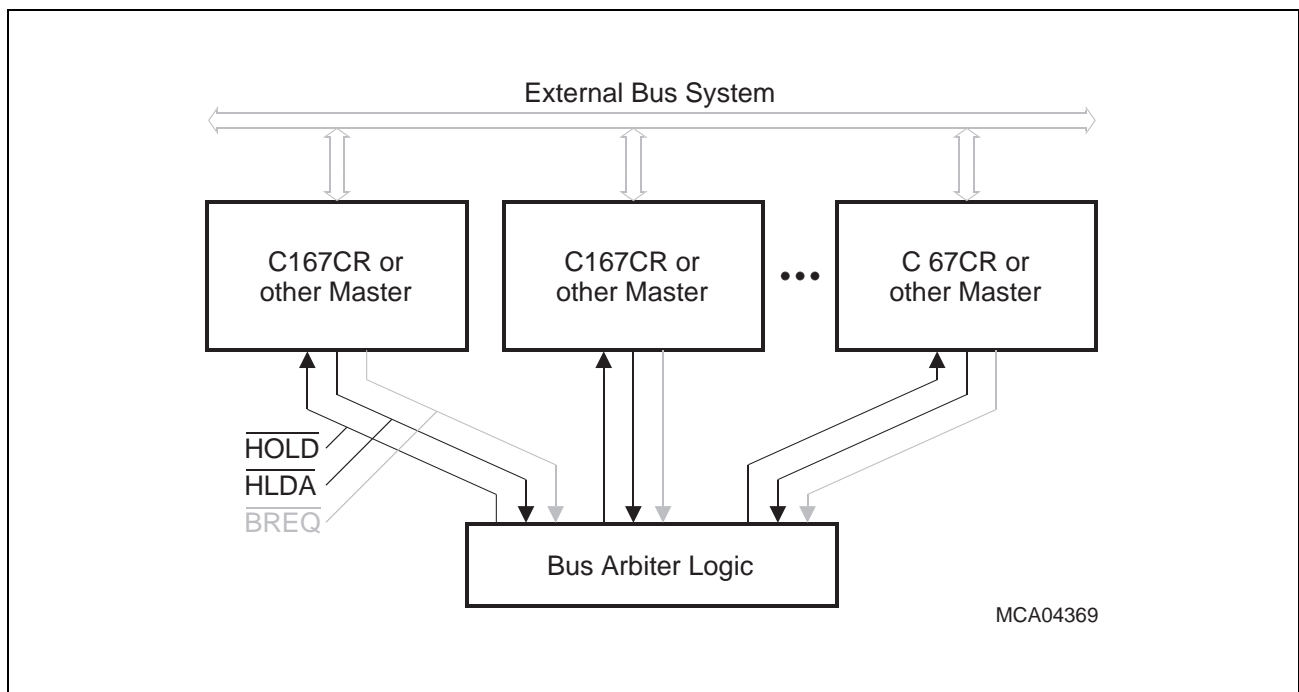 External Bus System
C167CR or
other Master
C167CR or
other Master
•••
C 67CR or
other Master
HOLD
HLDA
BREQ
Bus Arbiter Logic
MCA04369